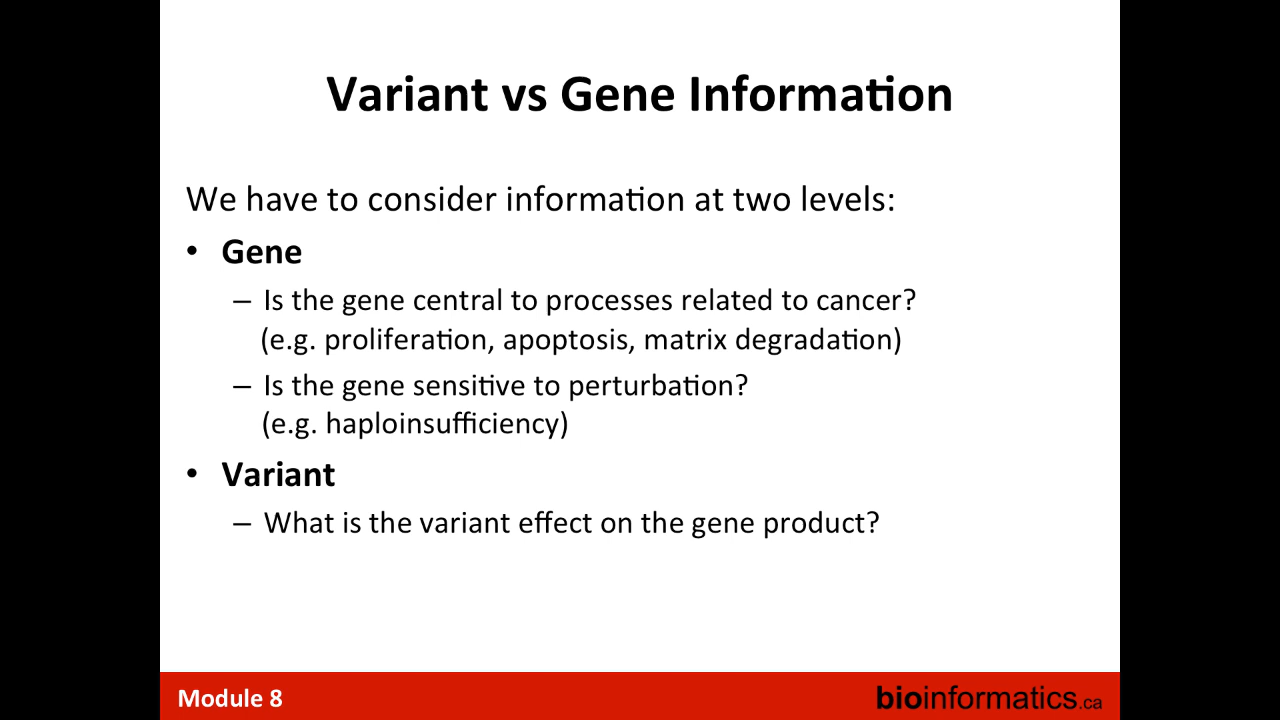 Variant vs Gene Information
We have to consider information at two levels:
• Gene
– Is the gene central to processes related to cancer?
(e.g. proliferation, apoptosis, matrix degradation)
– Is the gene sensitive to perturbation?
(e.g. haploinsufficiency)
• Variant
– What is the variant effect on the gene product?
Module 8
bioinformatics.ca